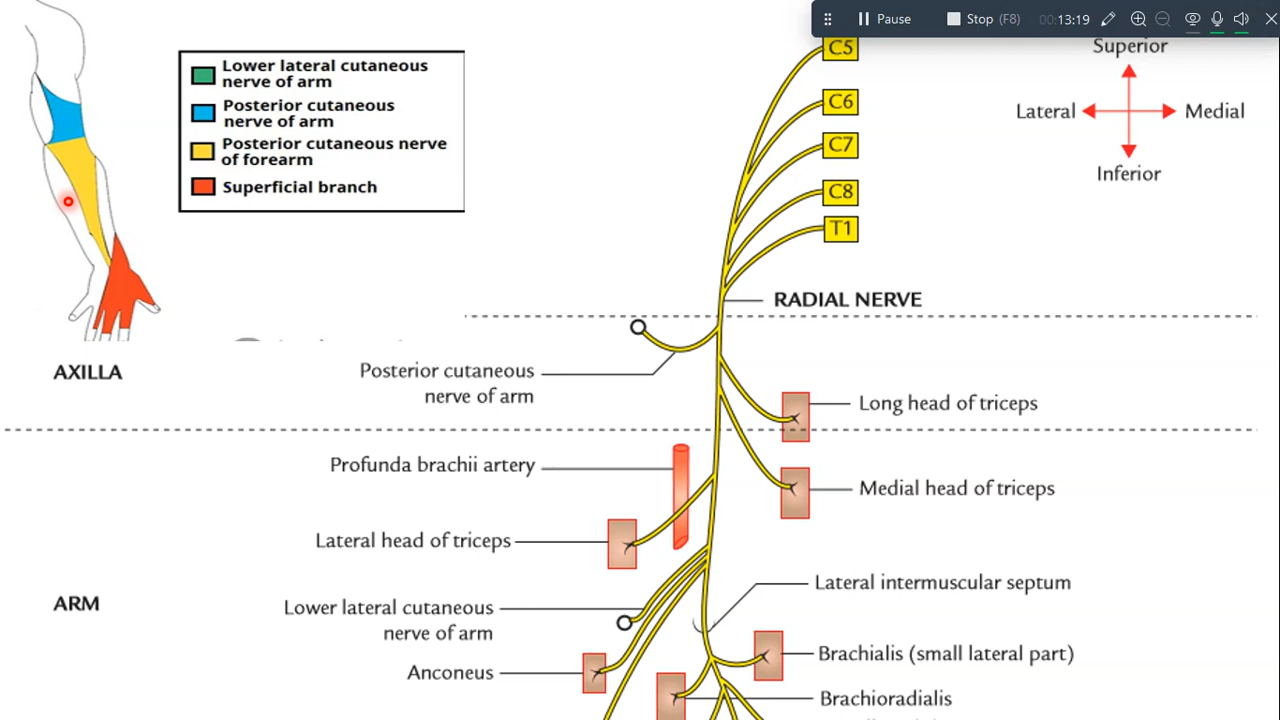 Pause
Stop (F8)
00:13:19
Lower lateral cutaneous
nerve of arm
Posterior cutaneous
nerve of arm
Posterior cutaneous nerve
of forearm
Superficial branch
C5
C6
C7
C8
T1
Superior
Lateral
Medial
Inferior
RADIAL NERVE
AXILLA
Posterior cutaneous
nerve of arm
Long head of triceps
Profunda brachii artery
Medial head of triceps
Lateral head of triceps
ARM
Lower lateral cutaneous
nerve of arm
Lateral intermuscular septum
Anconeus
Brachialis (small lateral part)
Brachioradialis